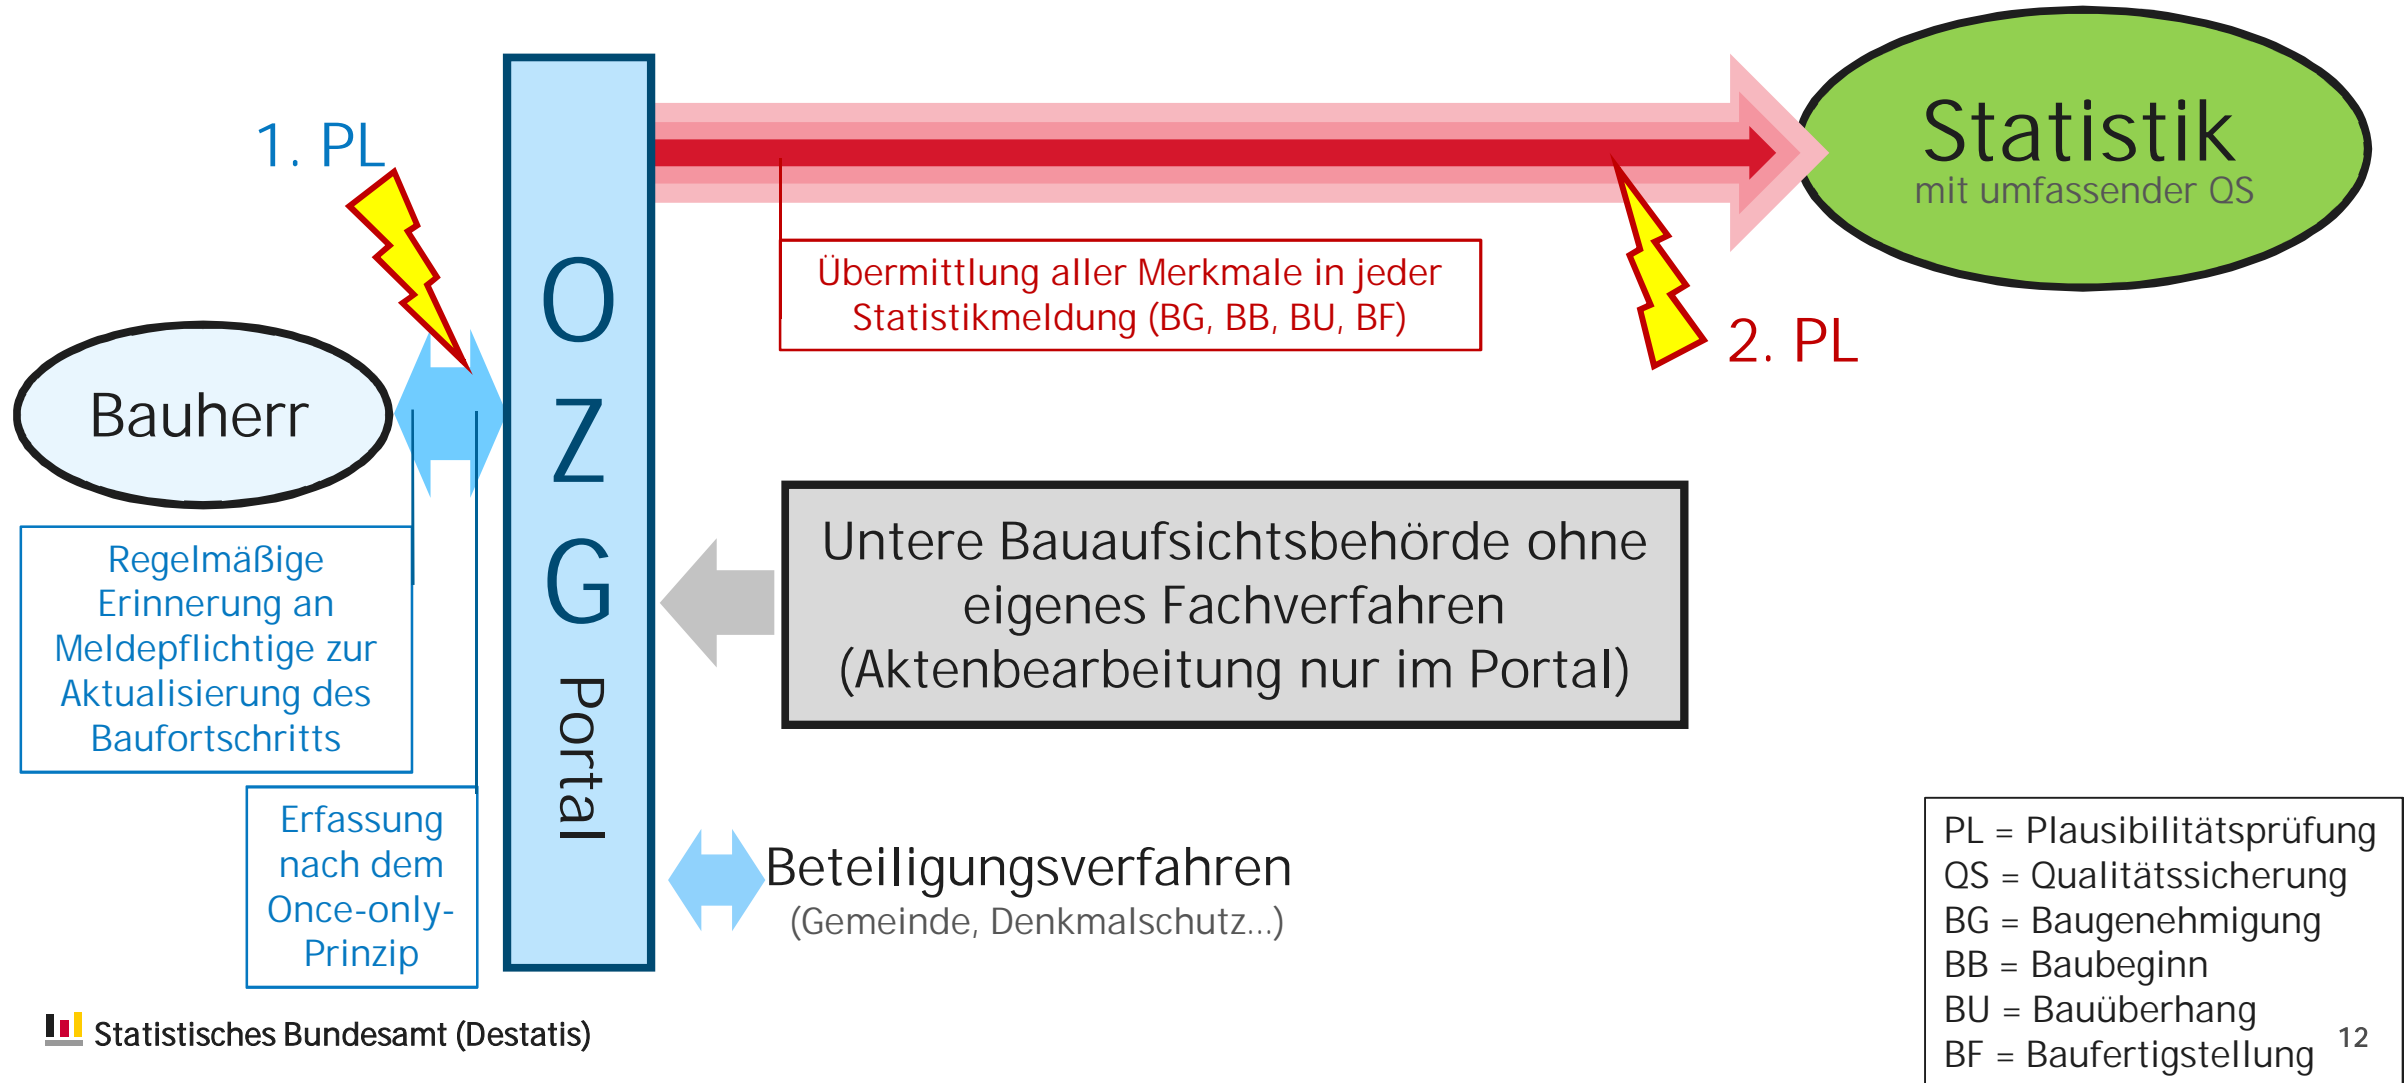 1. PL
Statistik
mit umfassender QS
Übermittlung aller Merkmale in jeder
Statistikmeldung (BG, BB, BU, BF)
2. PL
Bauherr
O
Z
G
Portal
Untere Bauaufsichtsbehörde ohne
eigenes Fachverfahren
(Aktenbearbeitung nur im Portal)
Regelmäßige
Erinnerung an
Meldepflichtige zur
Aktualisierung des
Baufortschritts
Erfassung
nach dem
Once-only-
Prinzip
Beteiligungsverfahren
(Gemeinde, Denkmalschutz...)
PL = Plausibilitätsprüfung
QS = Qualitätssicherung
BG = Baugenehmigung
BB = Baubeginn
BU = Bauüberhang
BF = Baufertigstellung
Statistisches Bundesamt (Destatis)
12